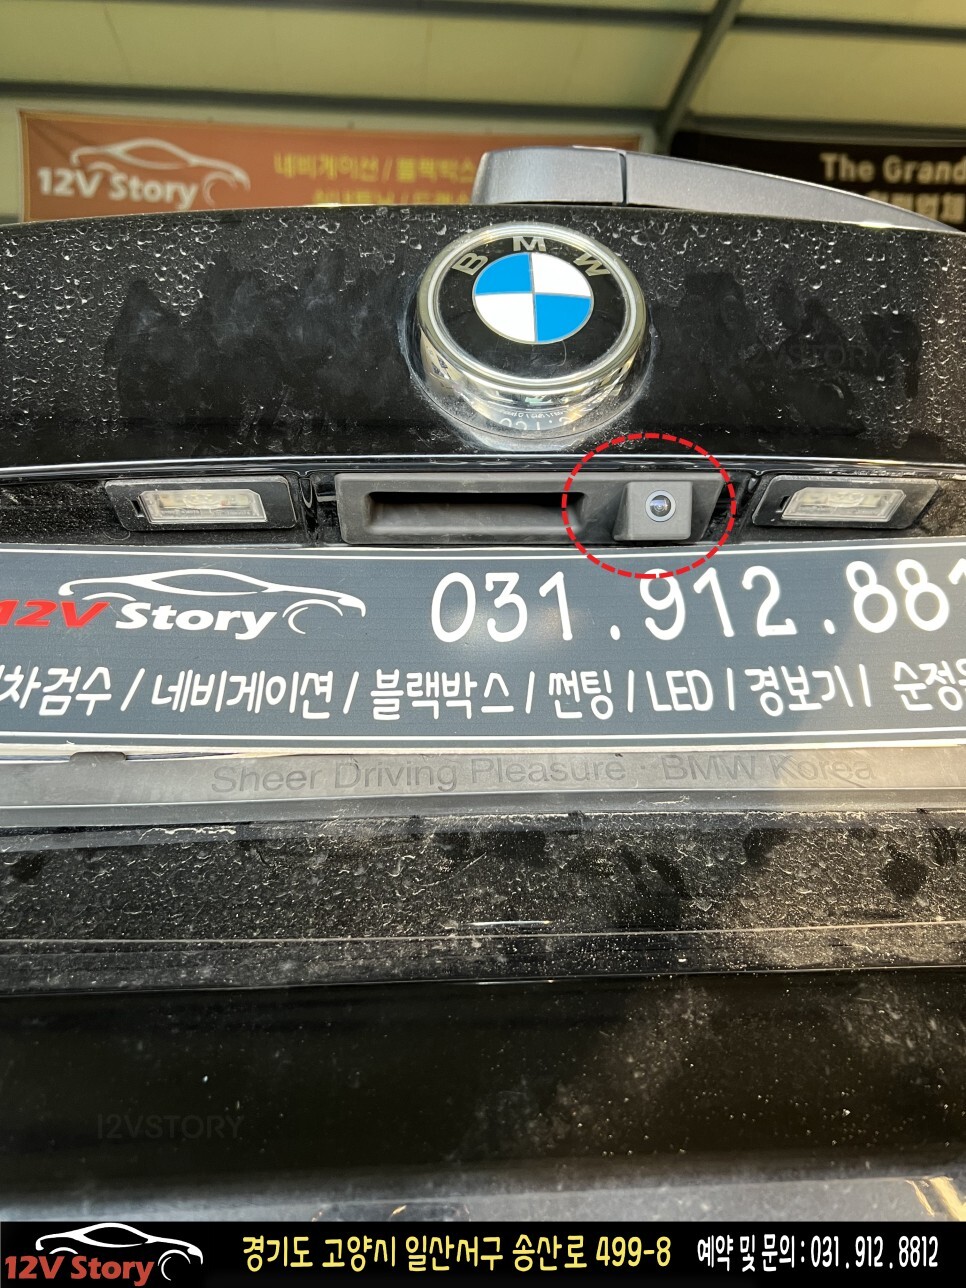 12V Story
네비게이션 / 블랙박스
The Grand
BMW
12VSTORY
12V Story
031.912.881
차검수 / 네비게이션 / 블랙박스 / 썬팅 / LED / 경보기 / 순정
Sheer Driving Pleasure · BMW Korea
12VSTORY
12V Story
경기도 고양시 일산서구 송산로 499-8
예약 및 문의 : 031.912.8812